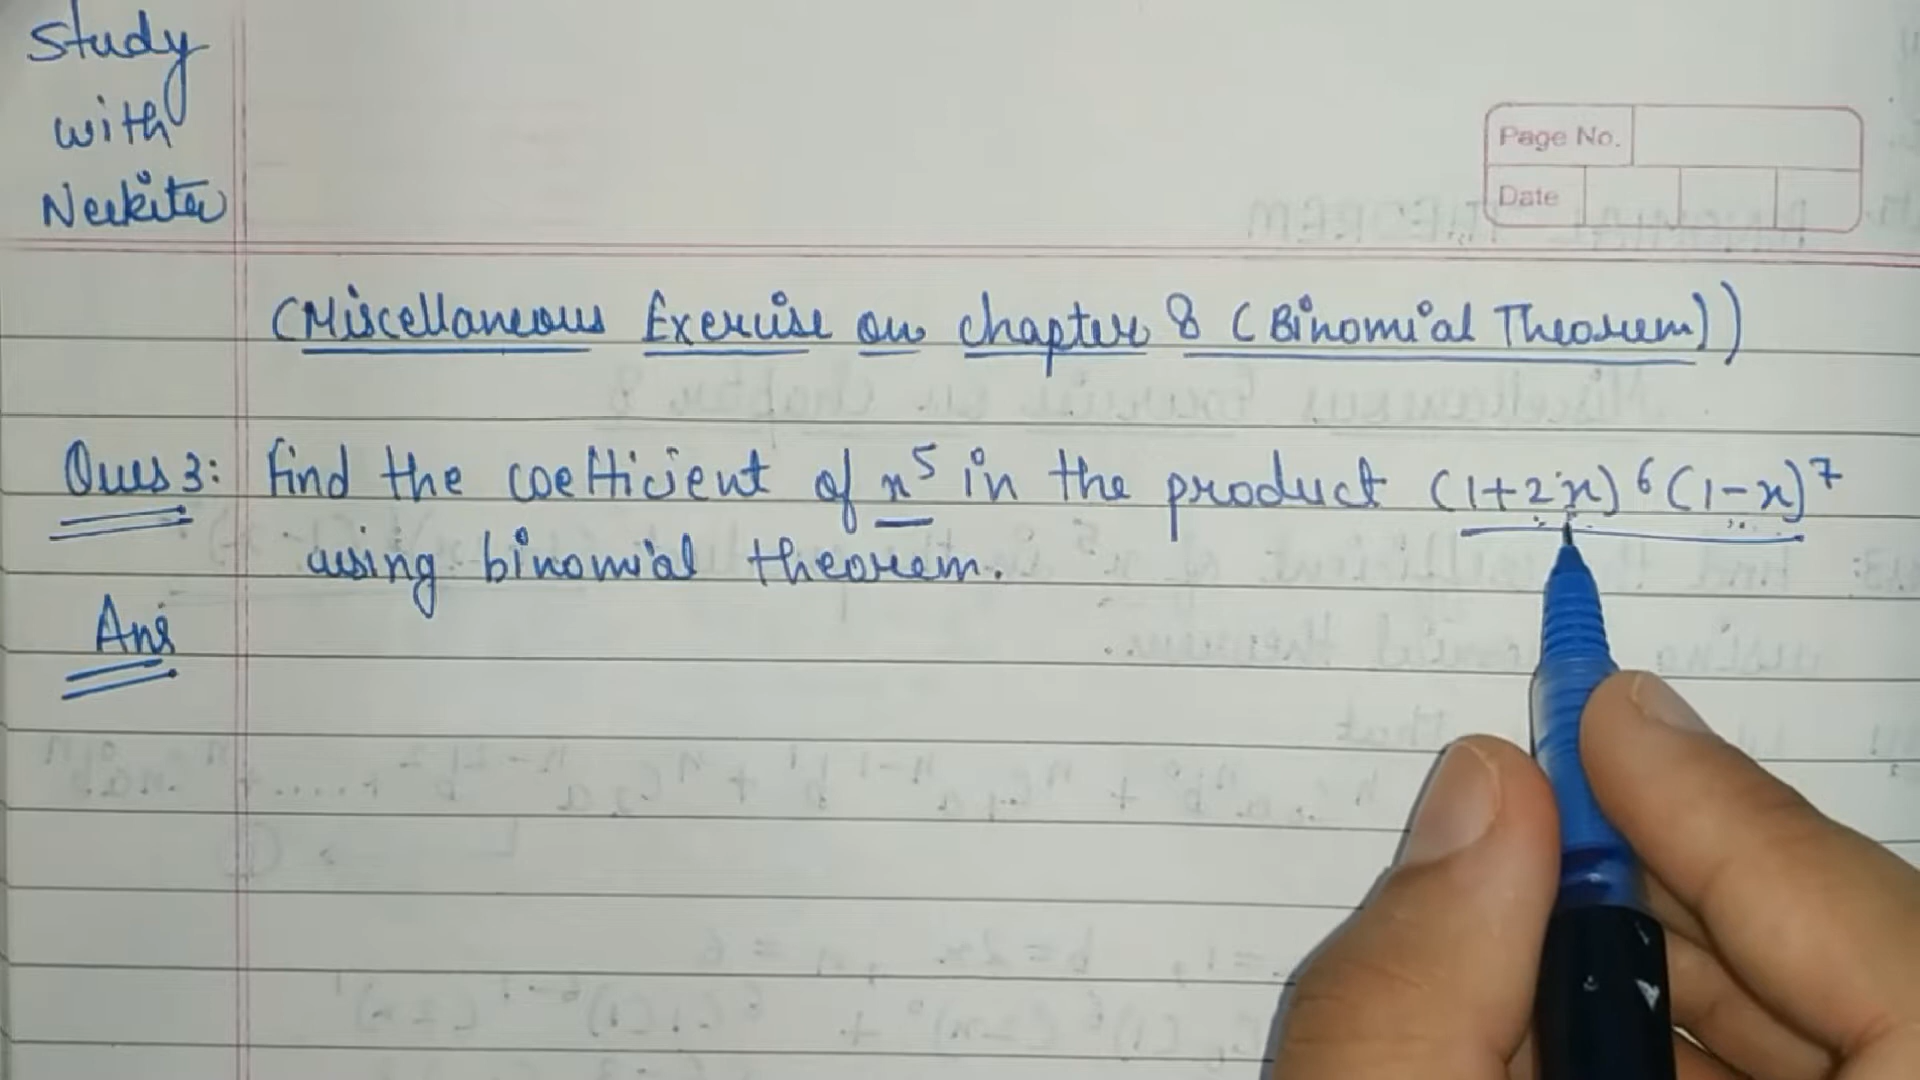 Study
with
Neekita
Page No.
Date
(Miscellaneous Exercise on chapter 8 (Binomial Theorem))
Ques 3: Find the coefficient of x⁵ in the product (1+2x)⁶(1-x)⁷
using binomial theorem.
Ans